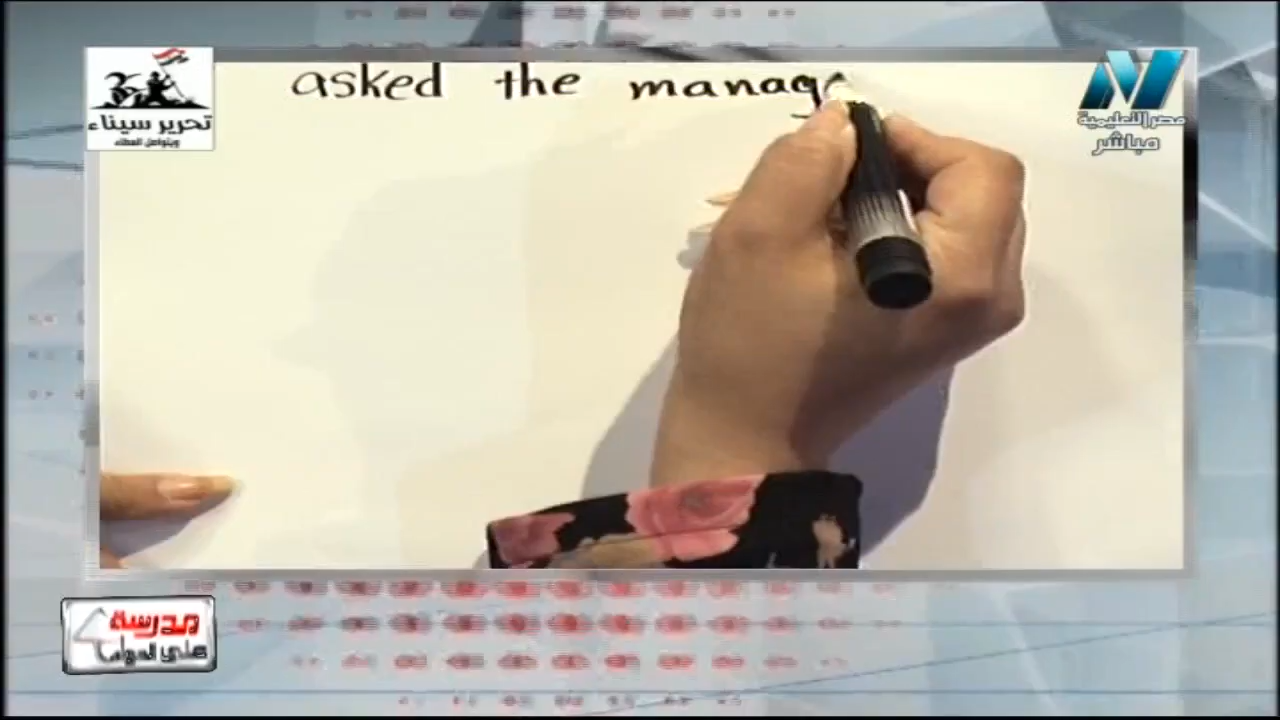 asked the manage
تحرير سيناء
ويتواصل العطاء
مصر التعليمية
مباشر
مدرسة
على الهواء